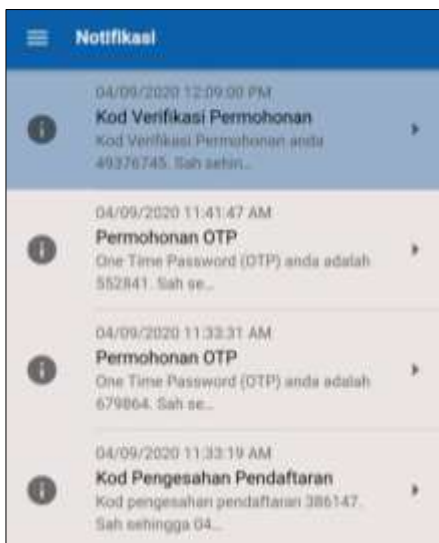 Notifikasi
04/09/2020 12:09:00 PM
Kod Verifikasi Permohonan
Kod Verifikasi Permohonan anda
49376745. Sah sehin...
04/09/2020 11:41:47 AM
Permohonan OTP
One Time Password (OTP) anda adalah
552841. Sah se...
04/09/2020 11:33:31 AM
Permohonan OTP
One Time Password (OTP) anda adalah
679864. Sah se...
04/09/2020 11:33:19 AM
Kod Pengesahan Pendaftaran
Kod pengesahan pendaftaran 386147.
Sah sehingga 04...